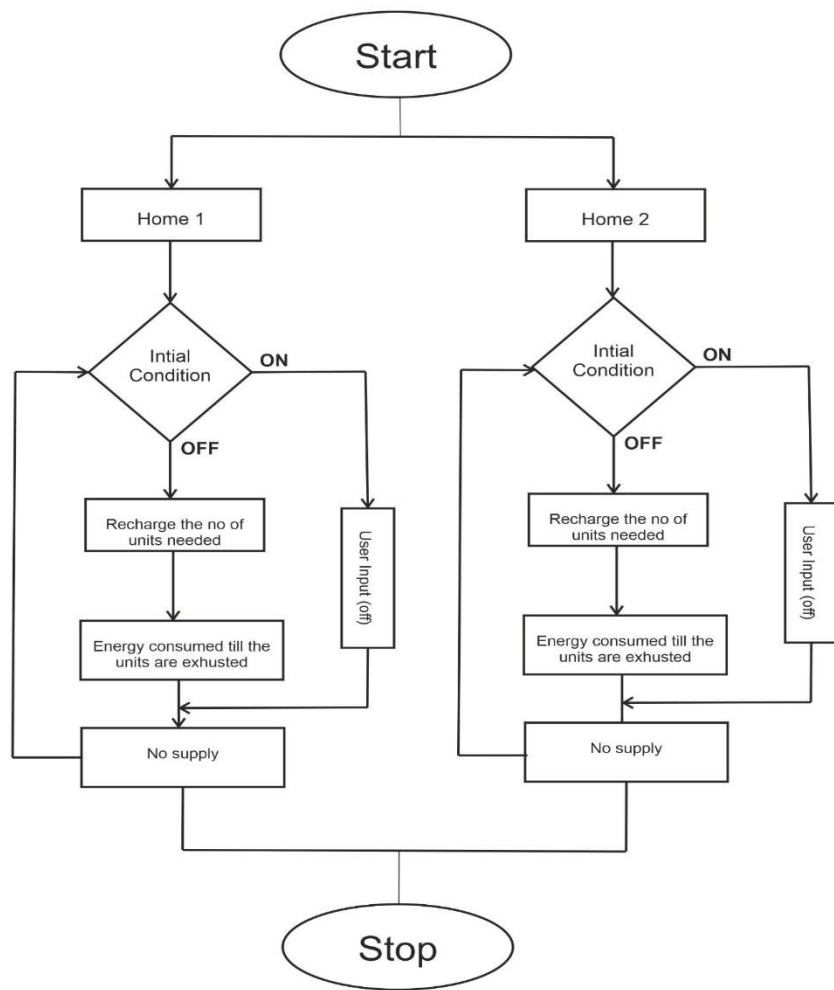 Start
Home 1
Home 2
Intial
Condition
ON
OFF
Recharge the no of
units needed
User Input (off)
Energy consumed till the
units are exhusted
No supply
Intial
Condition
ON
OFF
Recharge the no of
units needed
User Input (off)
Energy consumed till the
units are exhusted
No supply
Stop